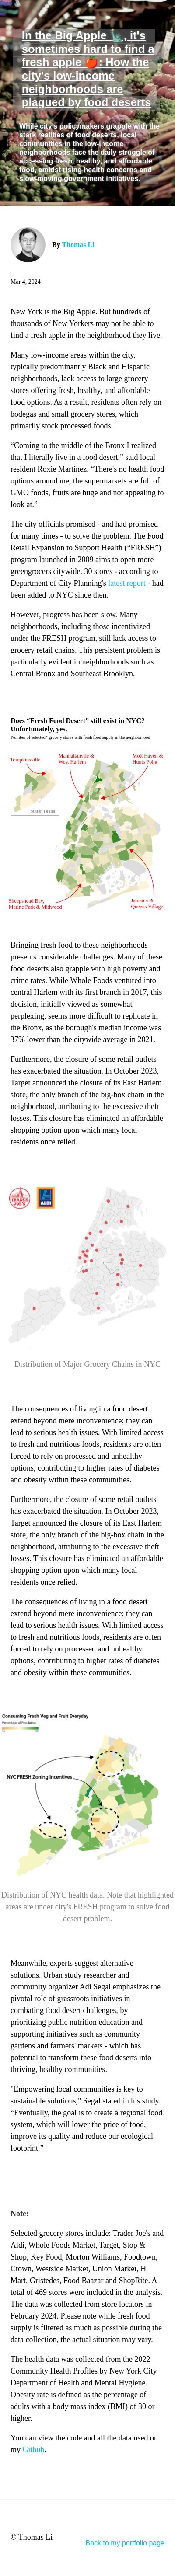 In the Big Apple 🗽, it's
sometimes hard to find a
fresh apple 🍎: How the
city's low-income
neighborhoods are
plagued by food deserts
While city's policymakers grapple with the
stark realities of food deserts, local
communities in the low-income
neighborhoods face the daily struggle of
accessing fresh, healthy, and affordable
food, amidst rising health concerns and
slow-moving government initiatives.
By Thomas Li
Mar 4, 2024
New York is the Big Apple. But hundreds of
thousands of New Yorkers may not be able to
find a fresh apple in the neighborhood they live.
Many low-income areas within the city,
typically predominantly Black and Hispanic
neighborhoods, lack access to large grocery
stores offering fresh, healthy, and affordable
food options. As a result, residents often rely on
bodegas and small grocery stores, which
primarily stock processed foods.
“Coming to the middle of the Bronx I realized
that I literally live in a food desert,” said local
resident Roxie Martinez. “There's no health food
options around me, the supermarkets are full of
GMO foods, fruits are huge and not appealing to
look at.”
The city officials promised - and had promised
for many times - to solve the problem. The Food
Retail Expansion to Support Health (“FRESH”)
program launched in 2009 aims to open more
greengrocers citywide. 30 stores - according to
Department of City Planning's latest report - had
been added to NYC since then.
However, progress has been slow. Many
neighborhoods, including those incentivized
under the FRESH program, still lack access to
grocery retail chains. This persistent problem is
particularly evident in neighborhoods such as
Central Bronx and Southeast Brooklyn.
Does “Fresh Food Desert” still exist in NYC?
Unfortunately, yes.
Number of selected* grocery stores with fresh food supply in the neighborhood
Tompkinsville
Manhattanville &
West Harlem
Mott Haven &
Hunts Point
Staten Island
Sheepshead Bay,
Marine Park & Midwood
Jamaica &
Queens Village
Bringing fresh food to these neighborhoods
presents considerable challenges. Many of these
food deserts also grapple with high poverty and
crime rates. While Whole Foods ventured into
central Harlem with its first branch in 2017, this
decision, initially viewed as somewhat
perplexing, seems more difficult to replicate in
the Bronx, as the borough's median income was
37% lower than the citywide average in 2021.
Furthermore, the closure of some retail outlets
has exacerbated the situation. In October 2023,
Target announced the closure of its East Harlem
store, the only branch of the big-box chain in the
neighborhood, attributing to the excessive theft
losses. This closure has eliminated an affordable
shopping option upon which many local
residents once relied.
TRADER JOE'S
ALDI
Distribution of Major Grocery Chains in NYC
The consequences of living in a food desert
extend beyond mere inconvenience; they can
lead to serious health issues. With limited access
to fresh and nutritious foods, residents are often
forced to rely on processed and unhealthy
options, contributing to higher rates of diabetes
and obesity within these communities.
Furthermore, the closure of some retail outlets
has exacerbated the situation. In October 2023,
Target announced the closure of its East Harlem
store, the only branch of the big-box chain in the
neighborhood, attributing to the excessive theft
losses. This closure has eliminated an affordable
shopping option upon which many local
residents once relied.
The consequences of living in a food desert
extend beyond mere inconvenience; they can
lead to serious health issues. With limited access
to fresh and nutritious foods, residents are often
forced to rely on processed and unhealthy
options, contributing to higher rates of diabetes
and obesity within these communities.
Consuming Fresh Veg and Fruit Everyday
Percentage of Population
NYC FRESH Zoning Incentives
Distribution of NYC health data. Note that highlighted
areas are under city's FRESH program to solve food
desert problem.
Meanwhile, experts suggest alternative
solutions. Urban study researcher and
community organizer Adi Segal emphasizes the
pivotal role of grassroots initiatives in
combating food desert challenges, by
prioritizing public nutrition education and
supporting initiatives such as community
gardens and farmers' markets - which has
potential to transform these food deserts into
thriving, healthy communities.
"Empowering local communities is key to
sustainable solutions," Segal stated in his study.
“Eventually, the goal is to create a regional food
system, which will lower the price of food,
improve its quality and reduce our ecological
footprint.”
Note:
Selected grocery stores include: Trader Joe's and
Aldi, Whole Foods Market, Target, Stop &
Shop, Key Food, Morton Williams, Foodtown,
Ctown, Westside Market, Union Market, H
Mart, Gristedes, Food Baazar and ShopRite. A
total of 469 stores were included in the analysis.
The data was collected from store locators in
February 2024. Please note while fresh food
supply is filtered as much as possible during the
data collection, the actual situation may vary.
The health data was collected from the 2022
Community Health Profiles by New York City
Department of Health and Mental Hygiene.
Obesity rate is defined as the percentage of
adults with a body mass index (BMI) of 30 or
higher.
You can view the code and all the data used on
my Github.
© Thomas Li
Back to my portfolio page